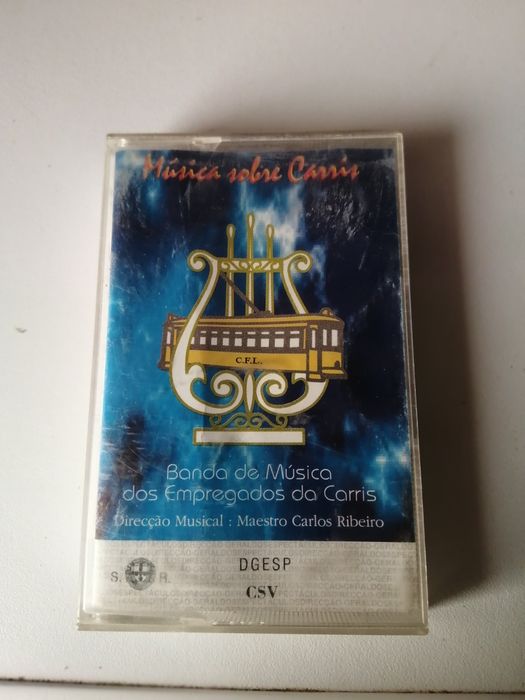 Música sobre Carris
C.F.L.
Banda de Música
dos Empregados da Carris
Direcção Musical : Maestro Carlos Ribeiro
DGESP
S. R.
CSV